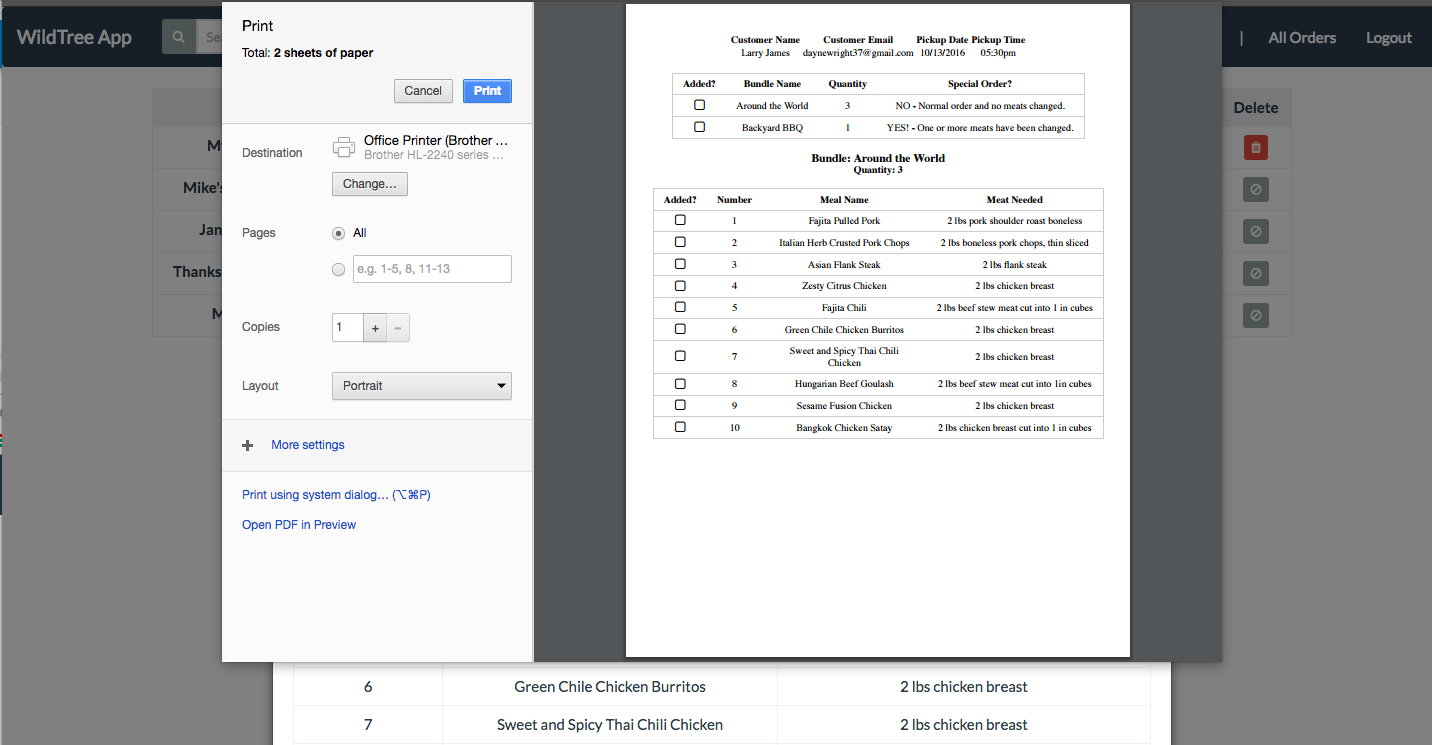 WildTree App
Se
| All Orders Logout
Print
Total: 2 sheets of paper
Cancel Print
Destination
Office Printer (Brother ...
Brother HL-2240 series ...
Change...
Pages
All
e.g. 1-5, 8, 11-13
Copies
1 + −
Layout
Portrait
More settings
Print using system dialog... (⌥⌘P)
Open PDF in Preview
Customer Name Customer Email Pickup Date Pickup Time
Larry James daynewright37@gmail.com 10/13/2016 05:30pm
Added? Bundle Name Quantity Special Order?
Around the World 3 NO - Normal order and no meats changed.
Backyard BBQ 1 YES! - One or more meats have been changed.
Bundle: Around the World
Quantity: 3
Added? Number Meal Name Meat Needed
1 Fajita Pulled Pork 2 lbs pork shoulder roast boneless
2 Italian Herb Crusted Pork Chops 2 lbs boneless pork chops, thin sliced
3 Asian Flank Steak 2 lbs flank steak
4 Zesty Citrus Chicken 2 lbs chicken breast
5 Fajita Chili 2 lbs beef stew meat cut into 1 in cubes
6 Green Chile Chicken Burritos 2 lbs chicken breast
7 Sweet and Spicy Thai Chili
Chicken 2 lbs chicken breast
8 Hungarian Beef Goulash 2 lbs beef stew meat cut into 1in cubes
9 Sesame Fusion Chicken 2 lbs chicken breast
10 Bangkok Chicken Satay 2 lbs chicken breast cut into 1 in cubes
Delete
Mike's
Jan
Thanks
M
6 Green Chile Chicken Burritos 2 lbs chicken breast
7 Sweet and Spicy Thai Chili Chicken 2 lbs chicken breast